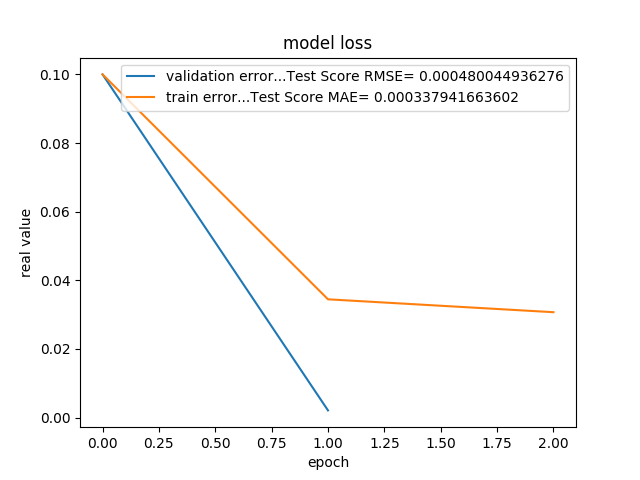 model loss
validation error...Test Score RMSE= 0.000480044936276
train error...Test Score MAE= 0.000337941663602
real value
0.10
0.08
0.06
0.04
0.02
0.00
0.00 0.25 0.50 0.75 1.00 1.25 1.50 1.75 2.00
epoch